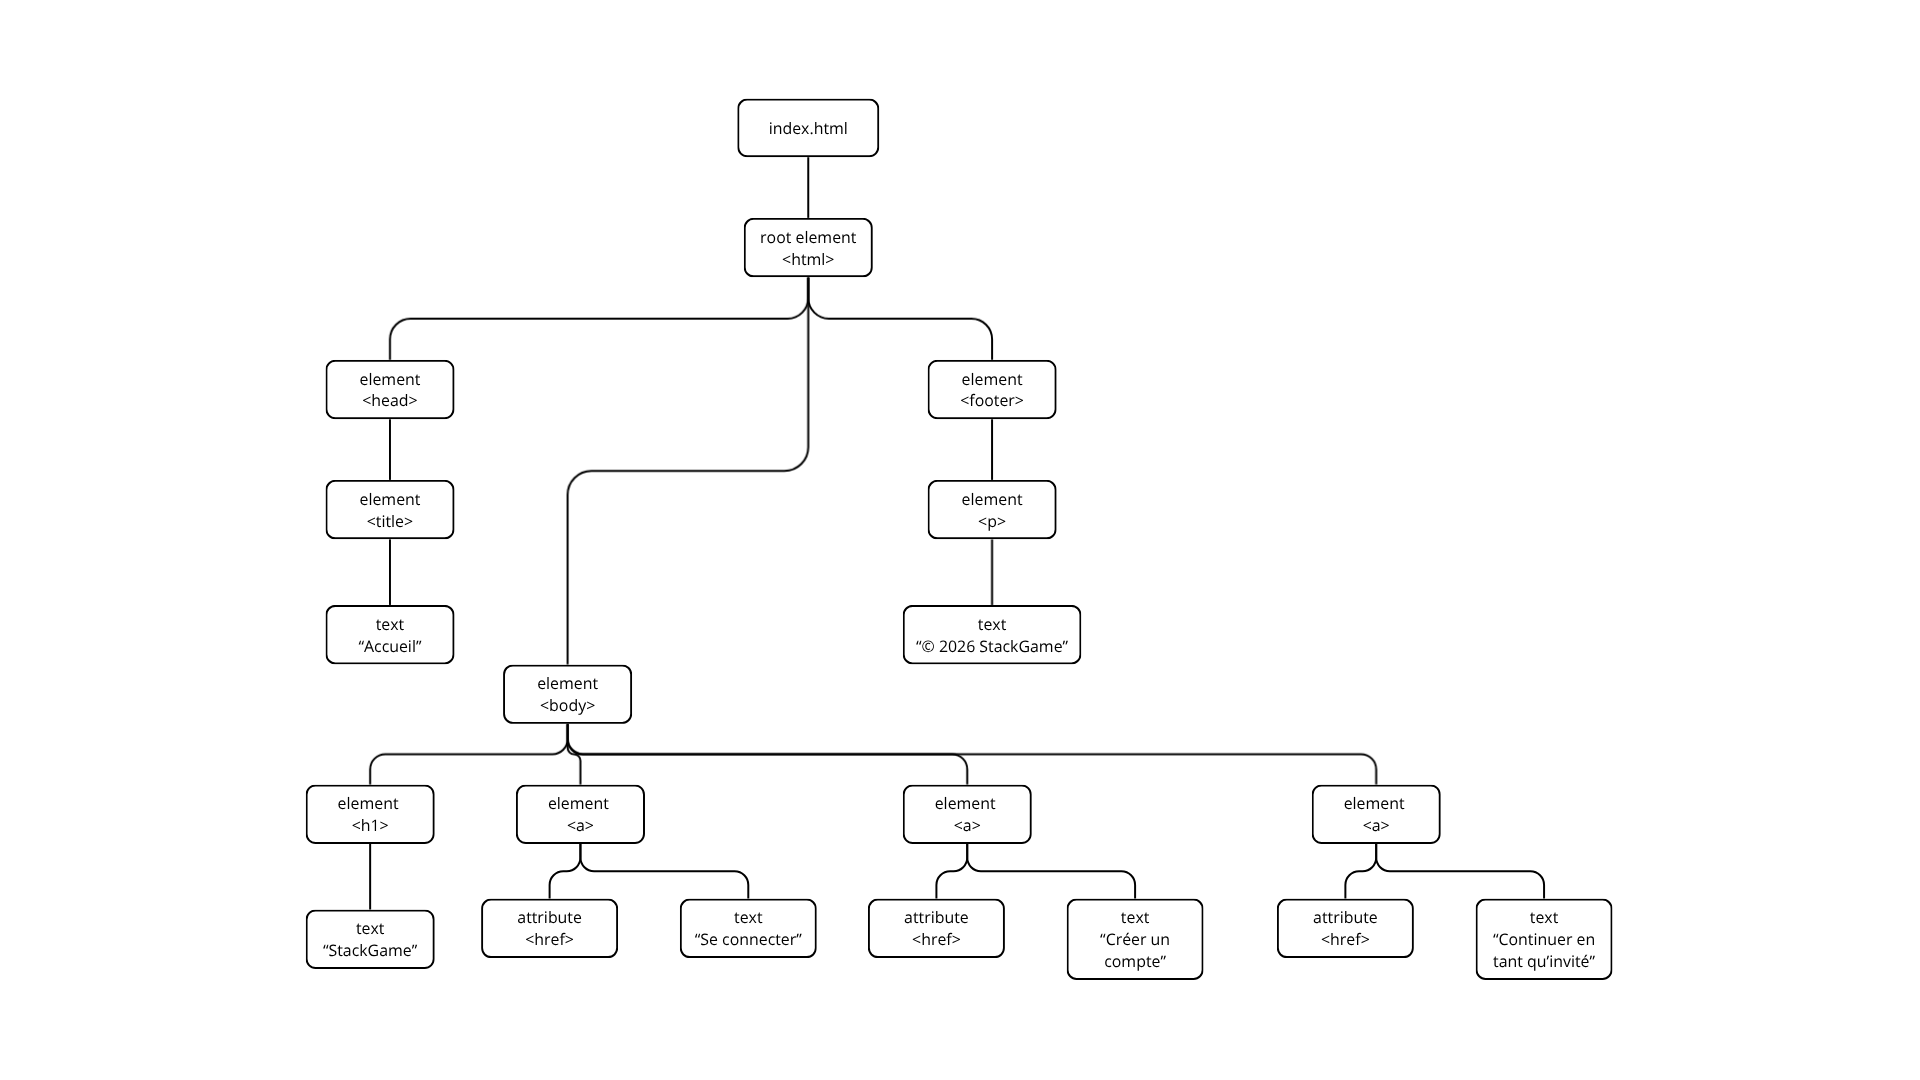 index.html
root element
<html>
element
<head>
element
<footer>
element
<title>
element
<p>
text
“Accueil”
text
“© 2026 StackGame”
element
<body>
element
<h1>
element
<a>
element
<a>
element
<a>
text
“StackGame”
attribute
<href>
text
“Se connecter”
attribute
<href>
text
“Créer un
compte”
attribute
<href>
text
“Continuer en
tant qu’invité”